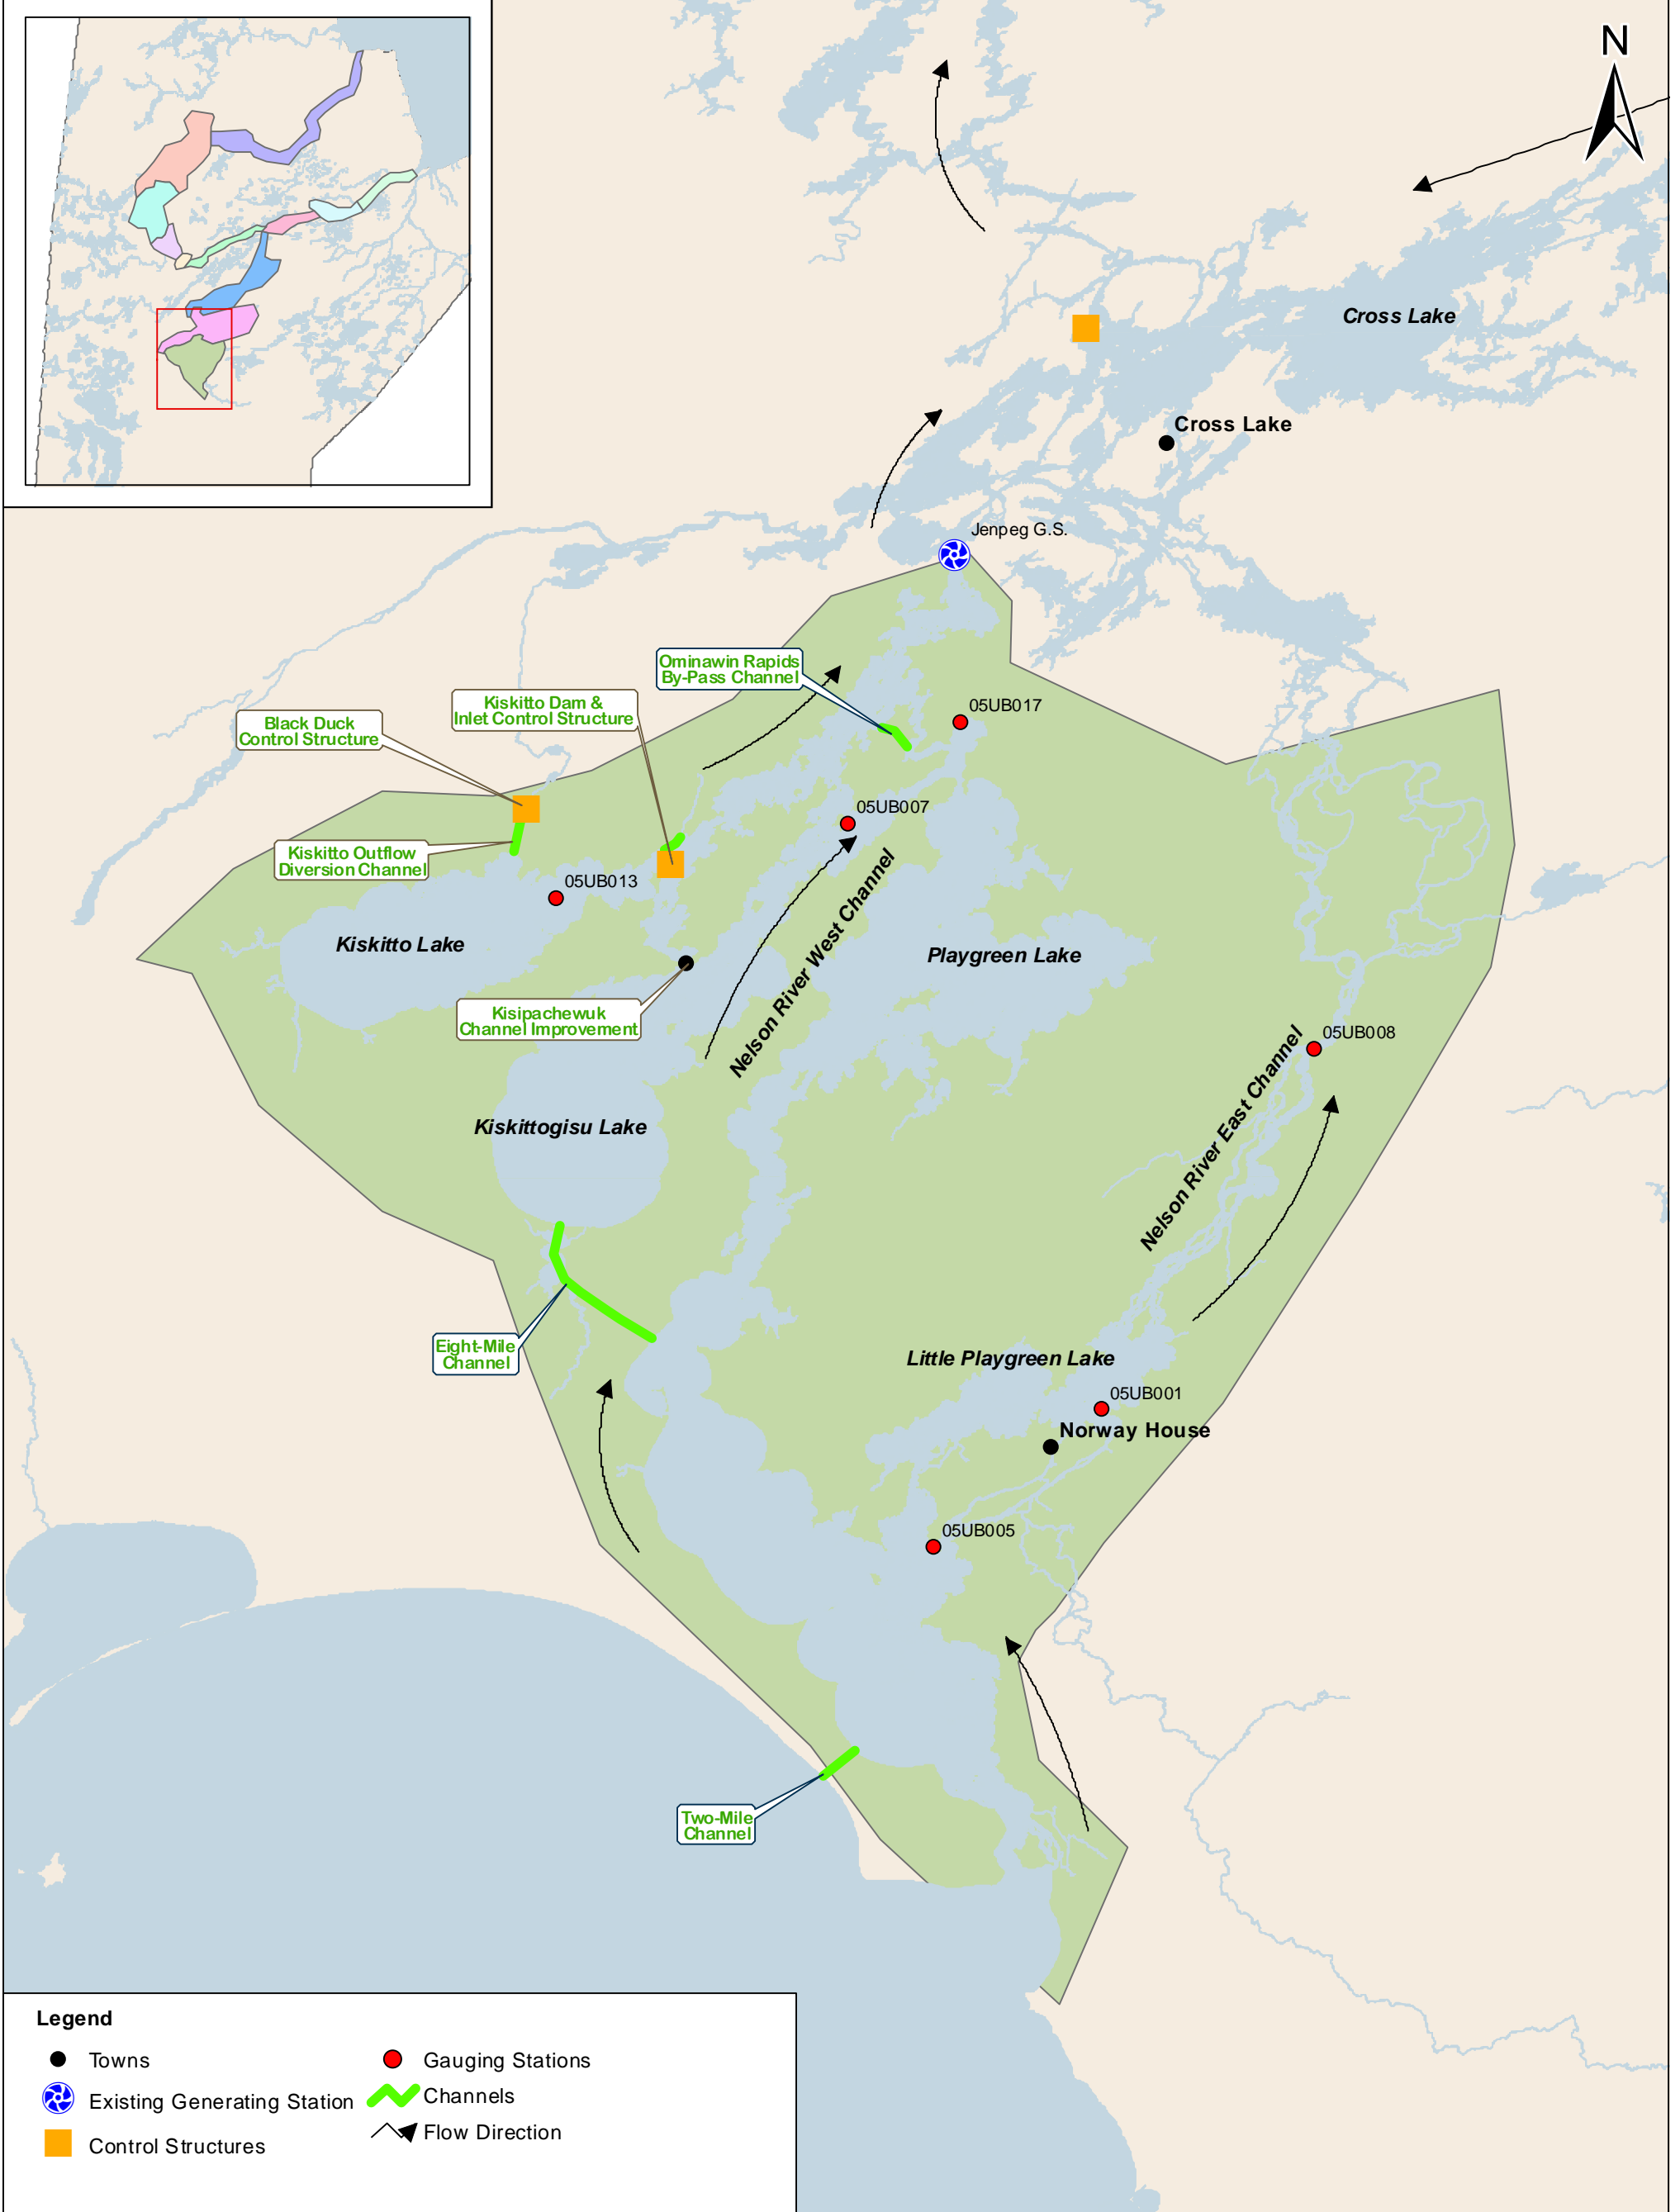 N
Cross Lake
Cross Lake
Jenpeg G.S.
Ominawin Rapids
By-Pass Channel
Kiskitto Dam &
Inlet Control Structure
05UB017
Black Duck
Control Structure
05UB007
Kiskitto Outflow
Diversion Channel
05UB013
Kiskitto Lake
Nelson River West Channel
Playgreen Lake
Kisipachewuk
Channel Improvement
05UB008
Nelson River East Channel
Kiskittogisu Lake
Eight-Mile
Channel
Little Playgreen Lake
05UB001
Norway House
05UB005
Two-Mile
Channel
Legend
Towns
Gauging Stations
Existing Generating Station
Channels
Control Structures
Flow Direction